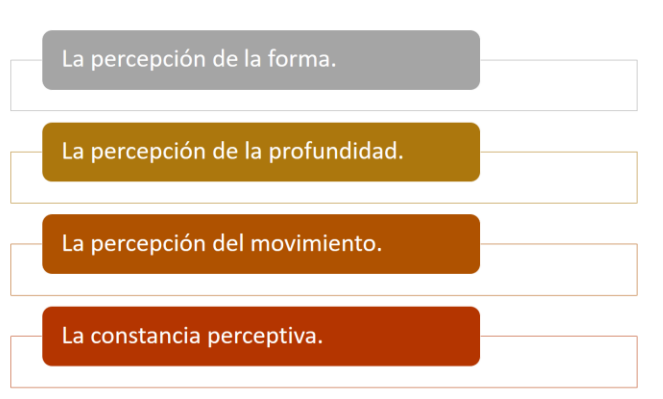 La percepción de la forma.
La percepción de la profundidad.
La percepción del movimiento.
La constancia perceptiva.